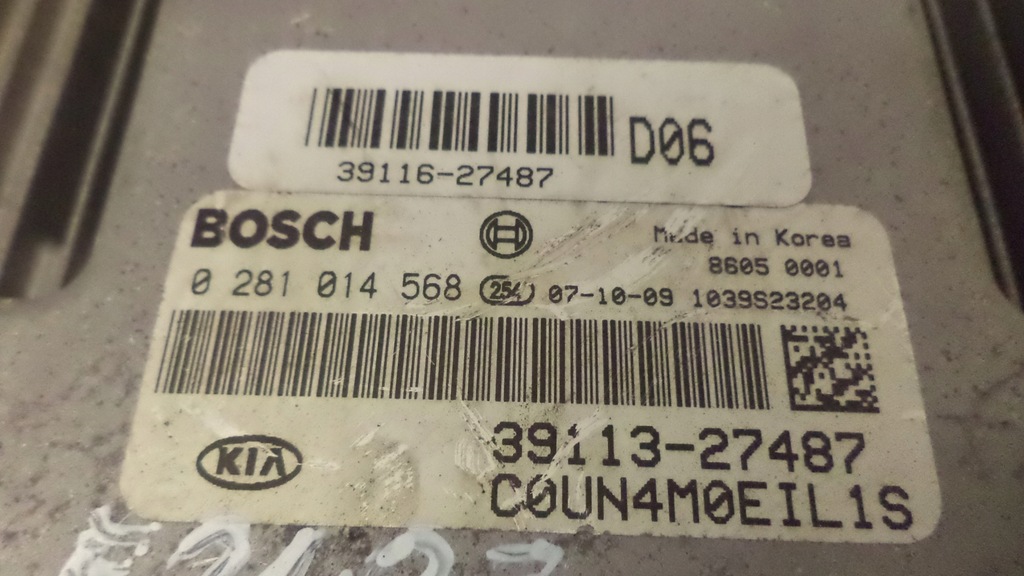 D06
39116-27487
BOSCH
Made in Korea
8605 0001
0 281 014 568 254 07-10-09 1039S23204
KIA
39113-27487
C0UN4M0EIL1S